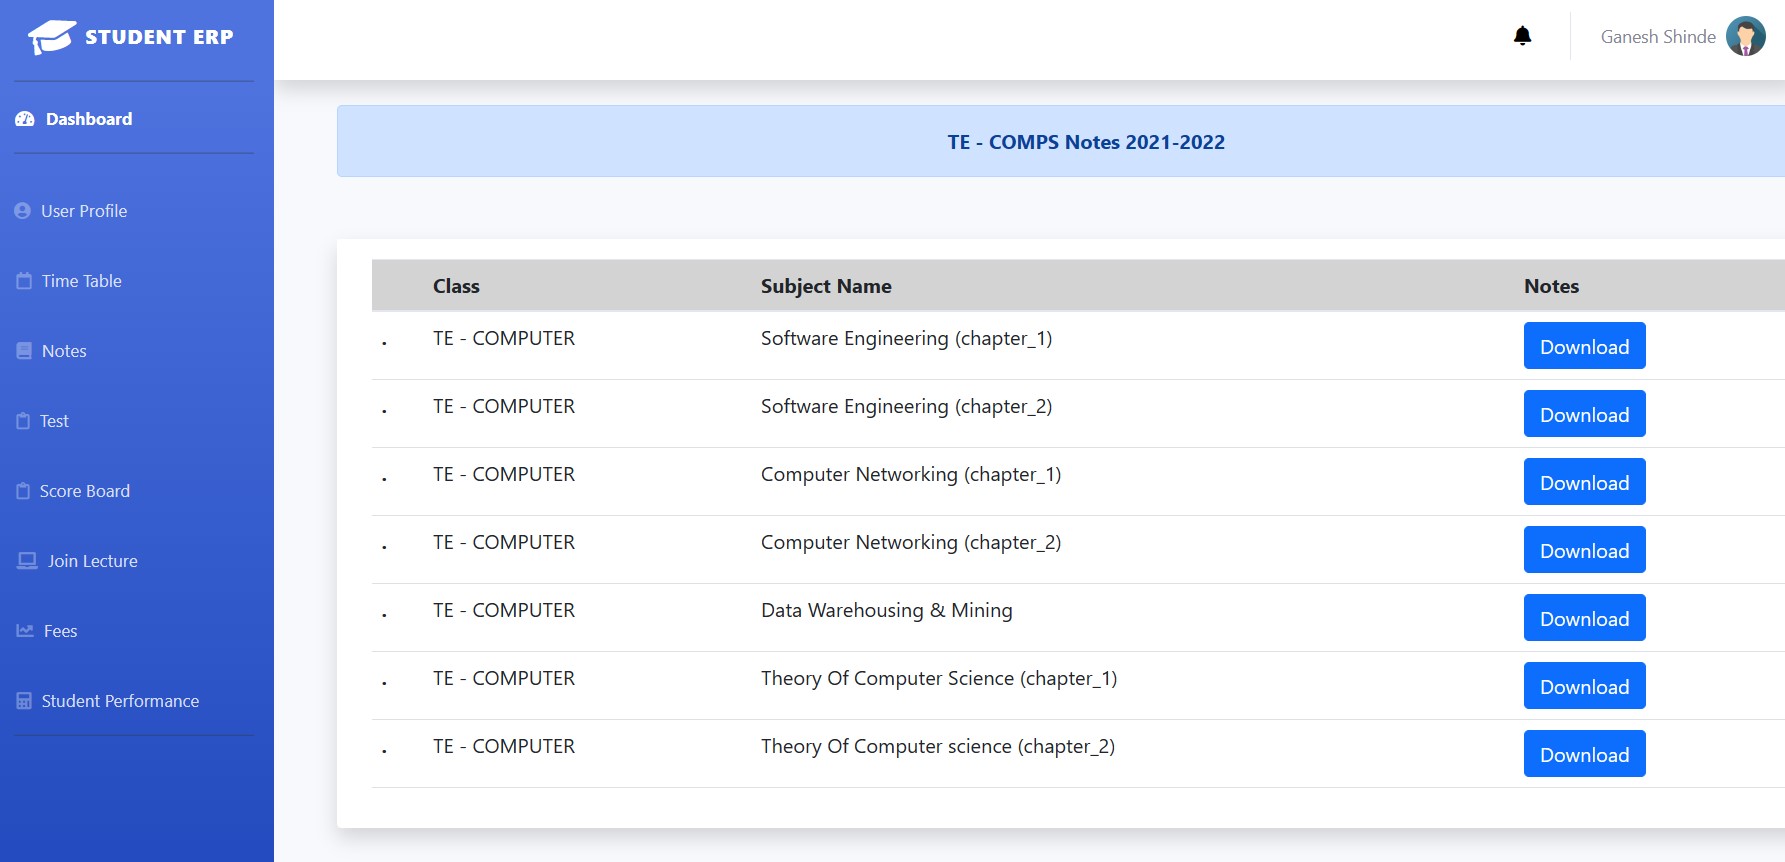 STUDENT ERP
Ganesh Shinde
Dashboard
User Profile
Time Table
Notes
Test
Score Board
Join Lecture
Fees
Student Performance
TE - COMPS Notes 2021-2022
Class Subject Name Notes
. TE - COMPUTER Software Engineering (chapter_1) Download
. TE - COMPUTER Software Engineering (chapter_2) Download
. TE - COMPUTER Computer Networking (chapter_1) Download
. TE - COMPUTER Computer Networking (chapter_2) Download
. TE - COMPUTER Data Warehousing & Mining Download
. TE - COMPUTER Theory Of Computer Science (chapter_1) Download
. TE - COMPUTER Theory Of Computer science (chapter_2) Download